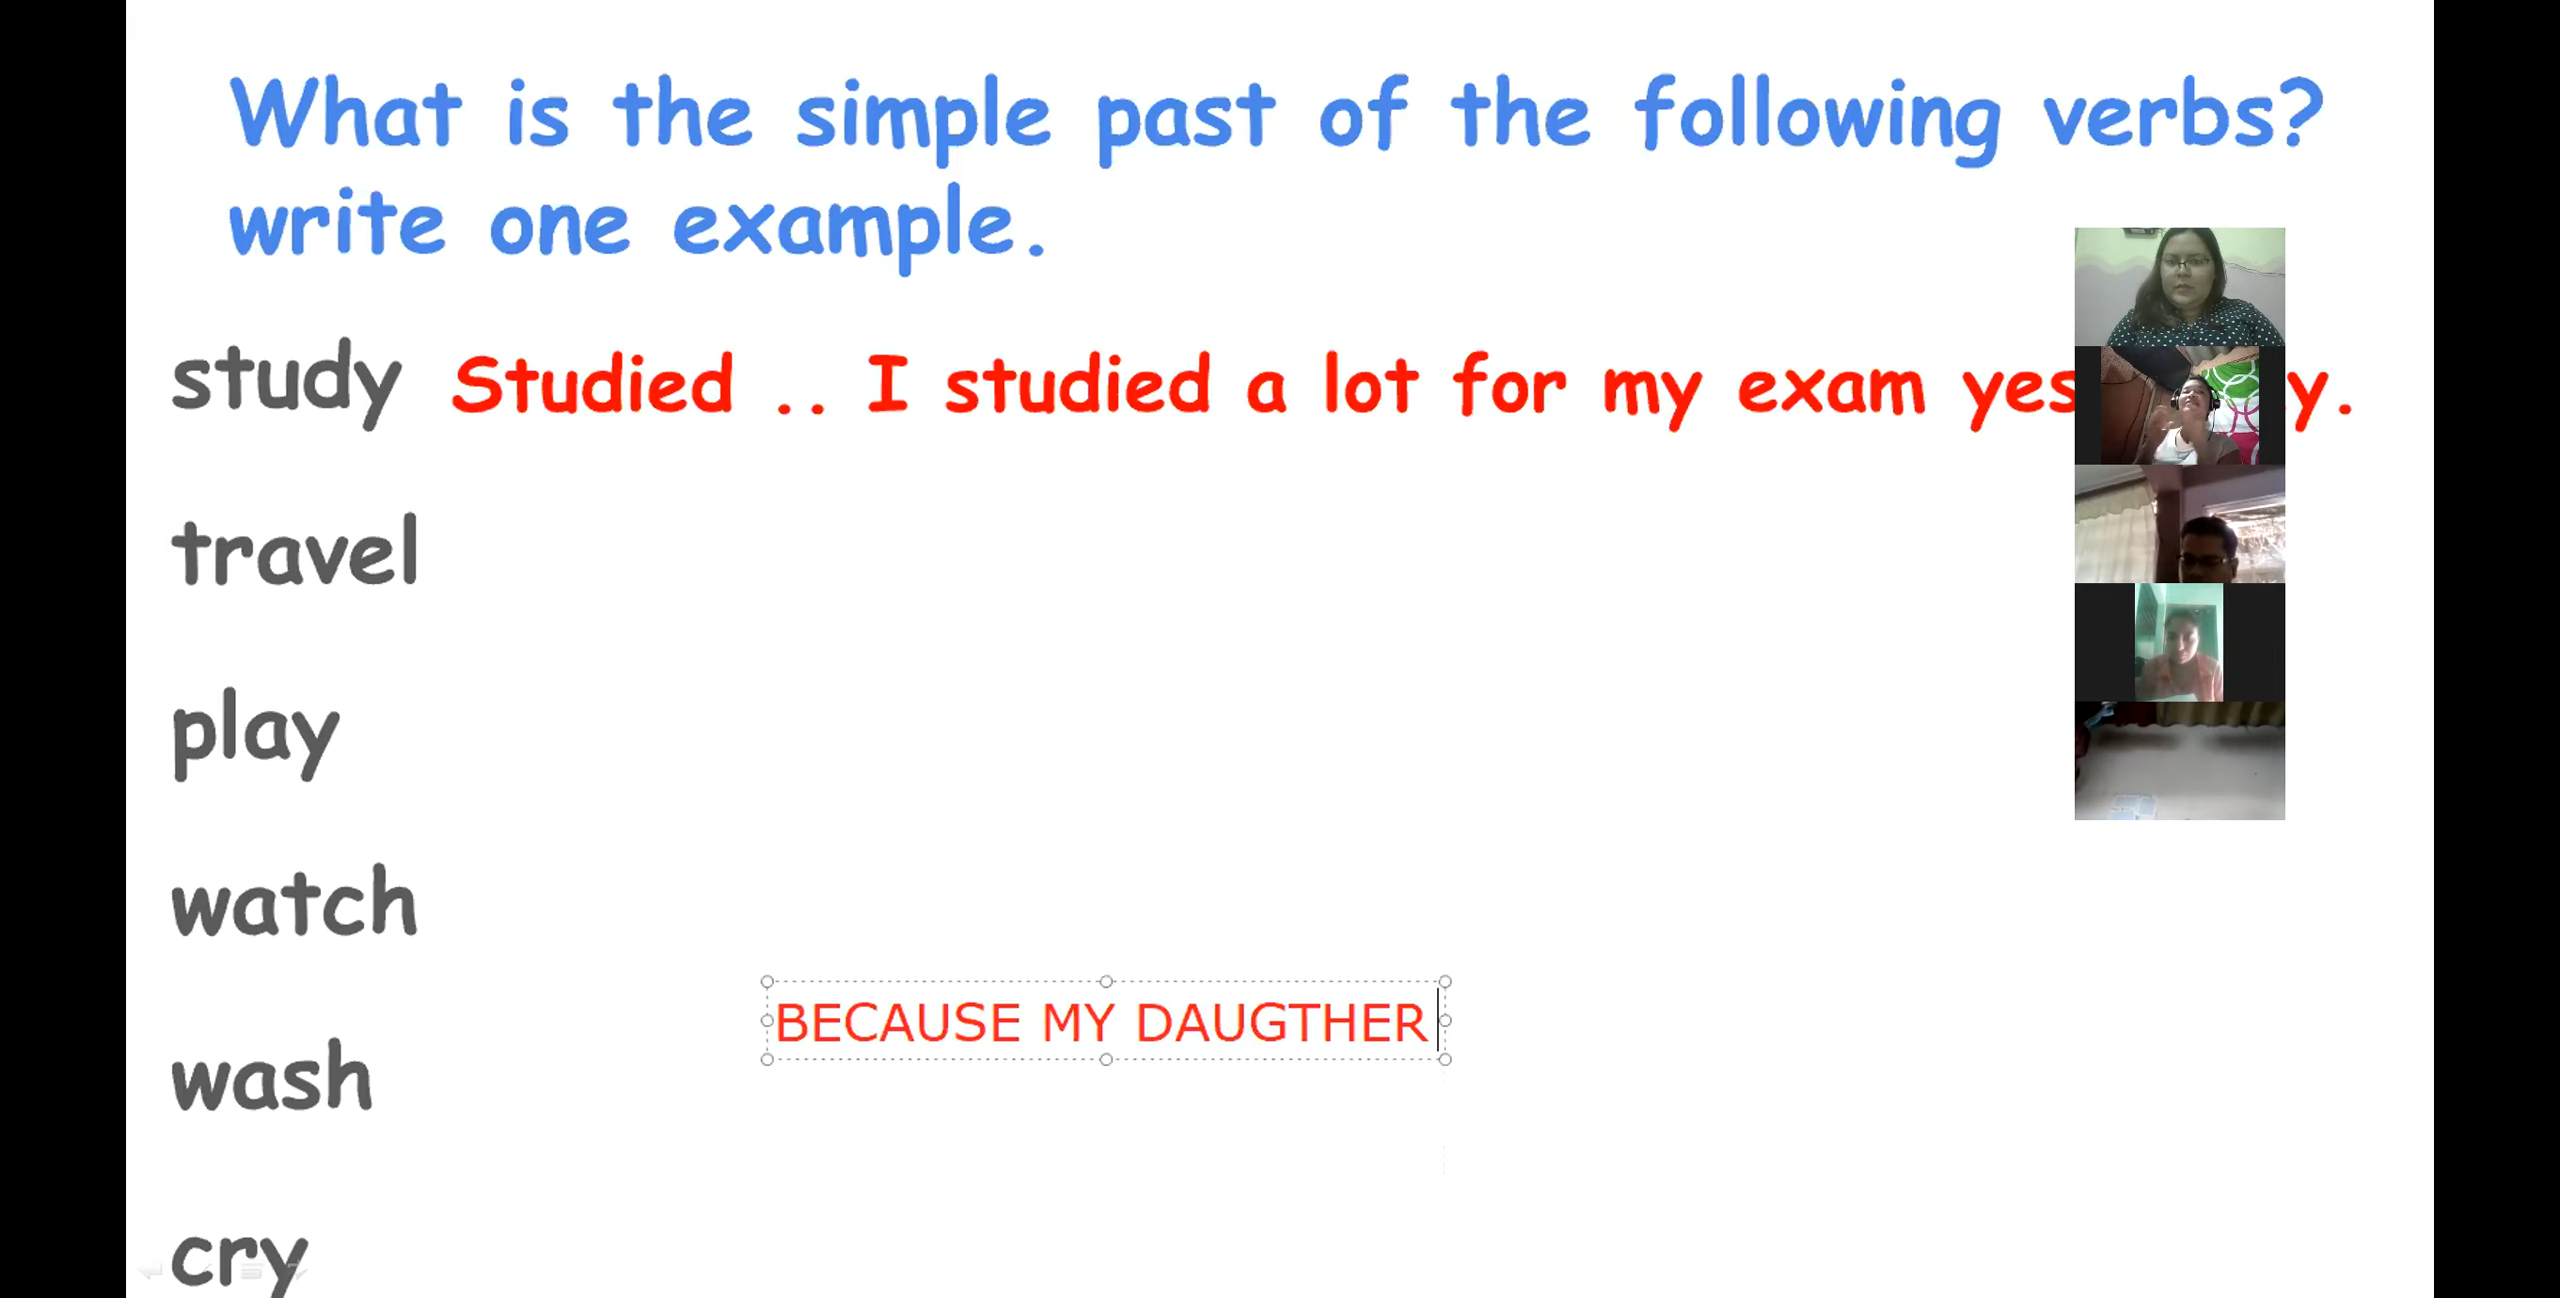 What is the simple past of the following verbs?
write one example.
study Studied .. I studied a lot for my exam
travel
play
watch
BECAUSE MY DAUGTHER
wash
cry